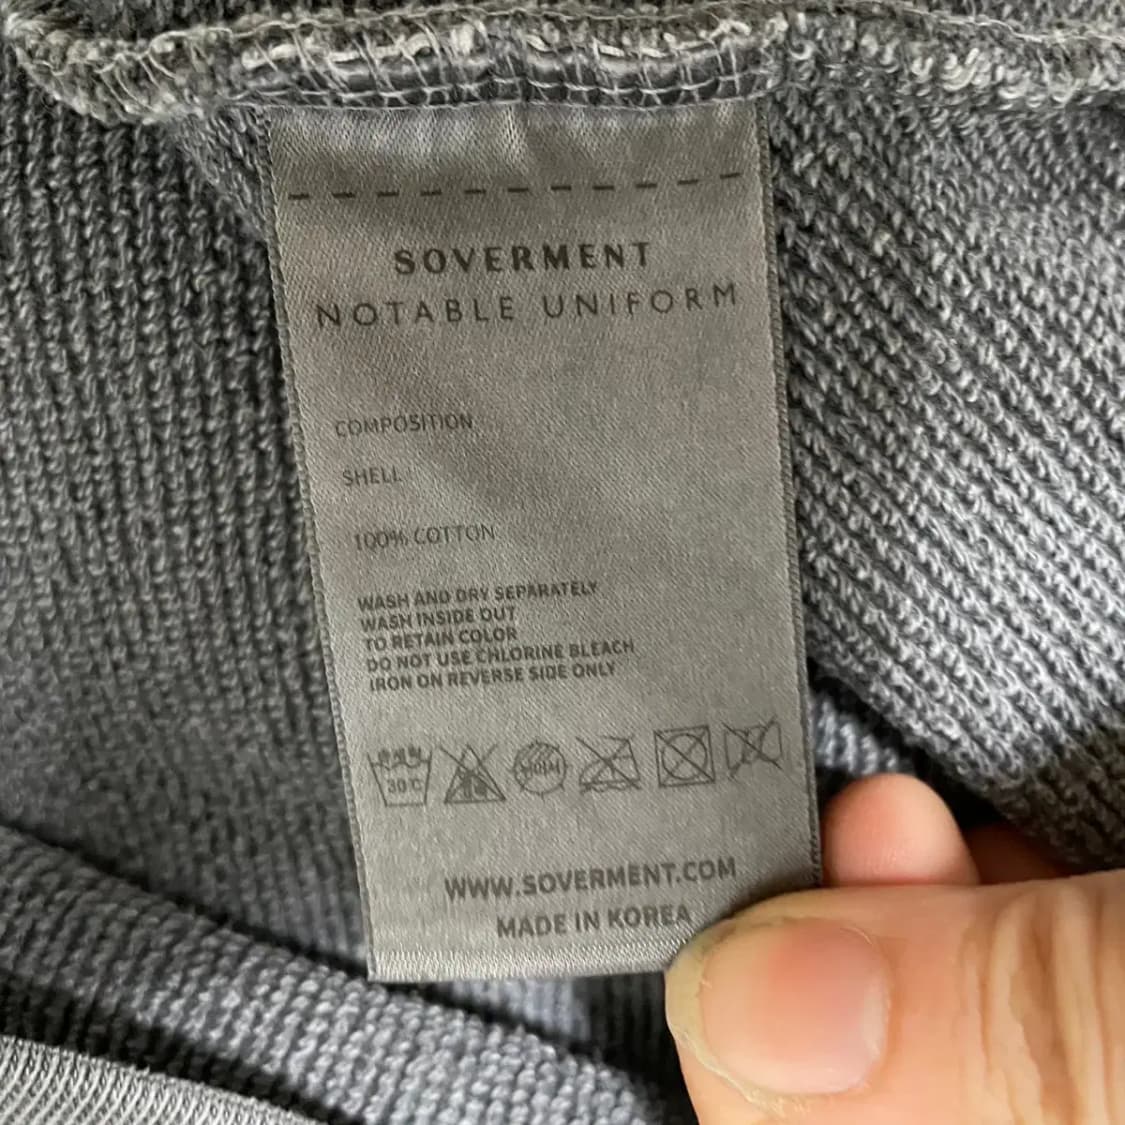 SOVERMENT
NOTABLE UNIFORM
COMPOSITION
SHELL
100% COTTON
WASH AND DRY SEPARATELY
WASH INSIDE OUT
TO RETAIN COLOR
DO NOT USE CHLORINE BLEACH
IRON ON REVERSE SIDE ONLY
30°C
WWW.SOVERMENT.COM
MADE IN KOREA